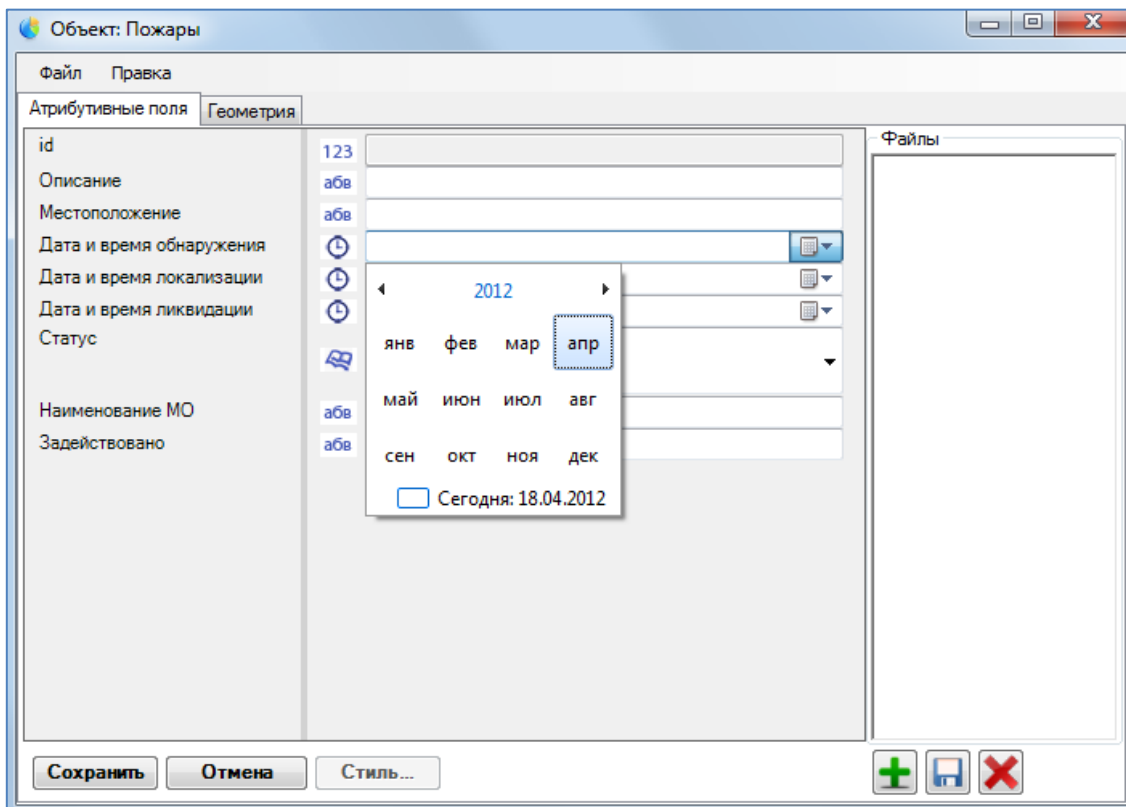 Объект: Пожары
Файл Правка
Атрибутивные поля Геометрия
id 123 Файлы
Описание абв
Местоположение абв
Дата и время обнаружения
Дата и время локализации
Дата и время ликвидации
2012
Статус
янв фев мар апр
май июн июл авг
Наименование МО абв
Задействовано абв
сен окт ноя дек
Сегодня: 18.04.2012
Сохранить Отмена Стиль...